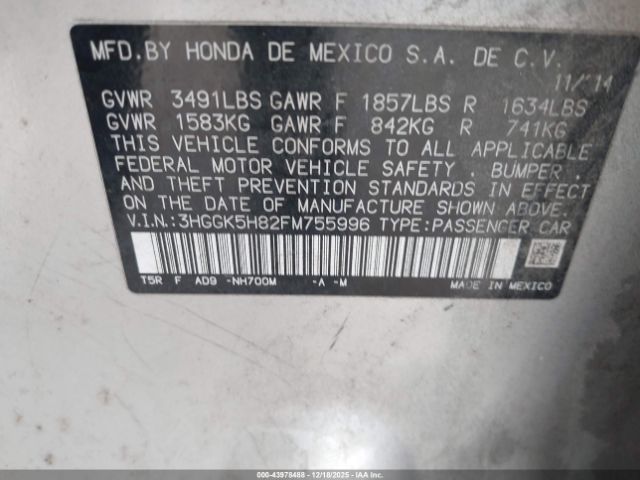 MFD.BY HONDA DE MEXICO S.A. DE C.V.
11/'14
GVWR 3491LBS GAWR F 1857LBS R 1634LBS
GVWR 1583KG GAWR F 842KG R 741KG
THIS VEHICLE CONFORMS TO ALL APPLICABLE
FEDERAL MOTOR VEHICLE SAFETY , BUMPER ,
AND THEFT PREVENTION STANDARDS IN EFFECT
ON THE DATE OF MANUFACTURE SHOWN ABOVE.
V.I.N.:3HGGK5H82FM755996 TYPE:PASSENGER CAR
T5R F AD9 -NH700M -A -M MADE IN MEXICO
000-43978488 | 12/18/2025 - IAAI.COM